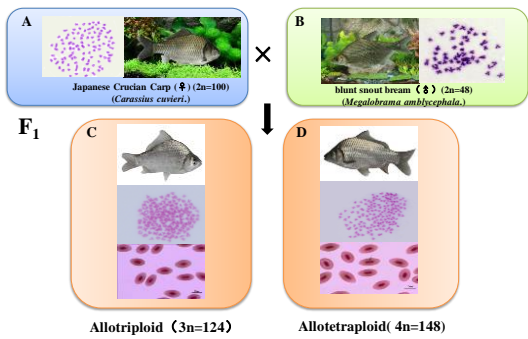 A
B
Japanese Crucian Carp (♀) (2n=100)
(Carassius cuvieri.)
blunt snout bream (♂) (2n=48)
(Megalobrama amblycephala.)
×
F1
C
D
Allotriploid（3n=124）
Allotetraploid( 4n=148)